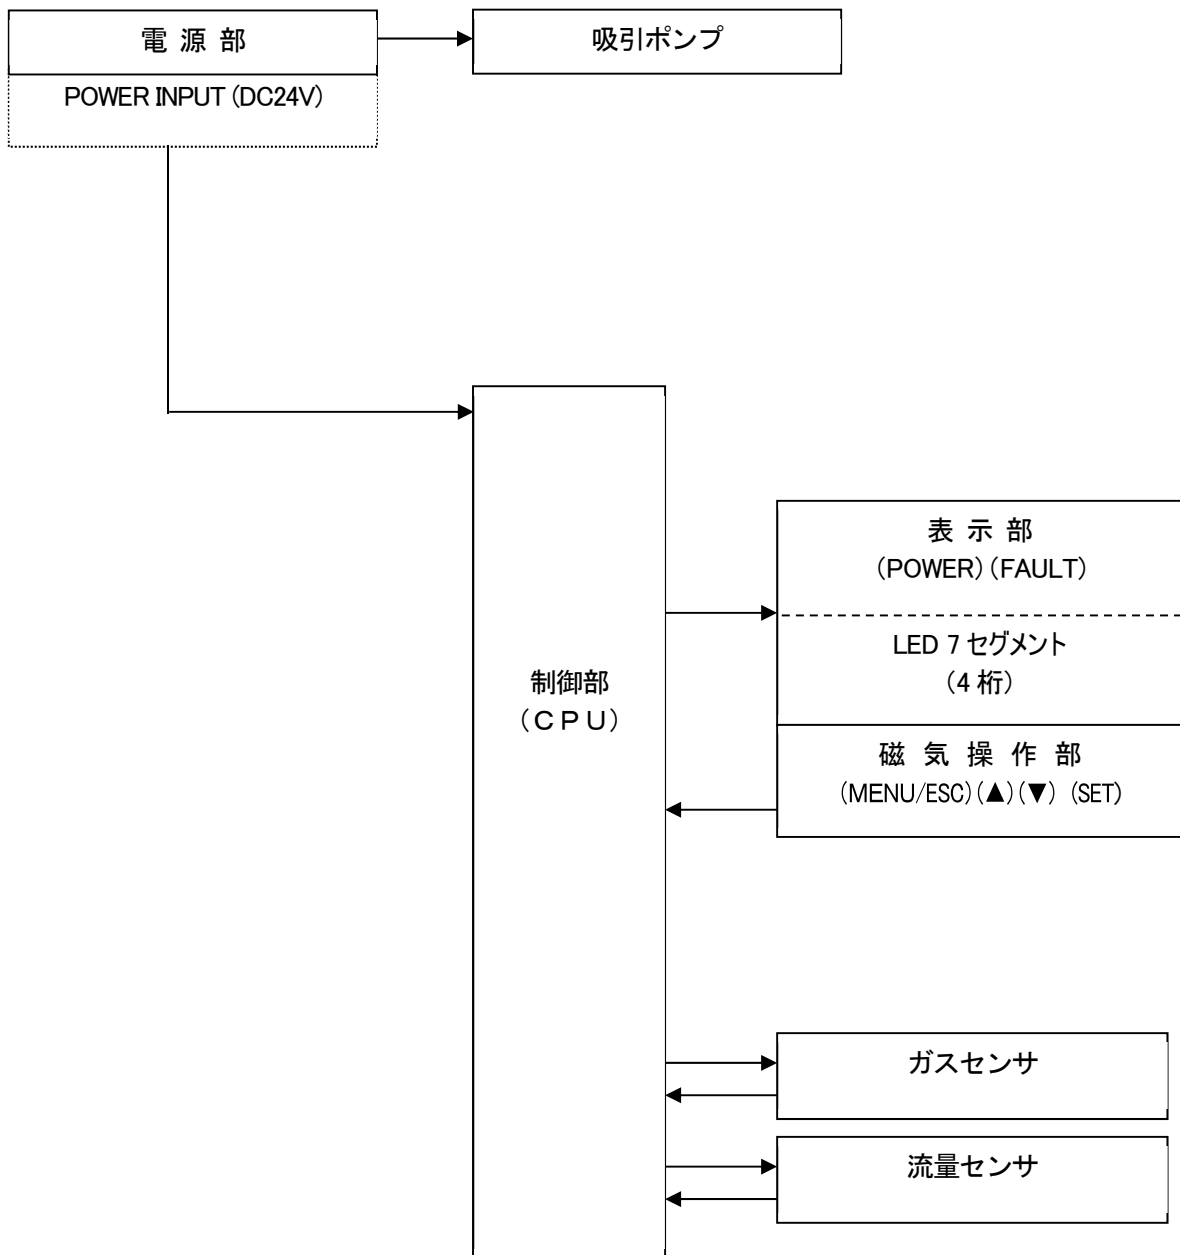 電 源 部
吸引ポンプ
POWER INPUT (DC24V)
表 示 部
(POWER) (FAULT)
LED 7 セグメント
(4 桁)
制御部
(ＣＰＵ)
磁 気 操 作 部
(MENU/ESC) (▲) (▼) (SET)
ガスセンサ
流量センサ